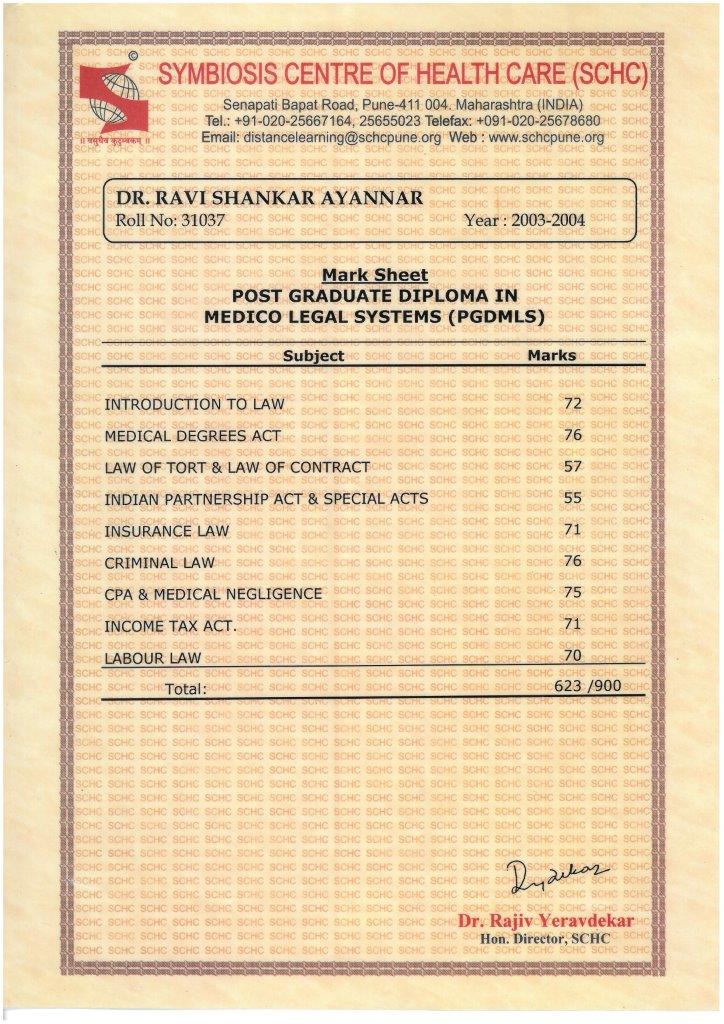 ©
SYMBIOSIS CENTRE OF HEALTH CARE (SCHC)
Senapati Bapat Road, Pune-411 004. Maharashtra (INDIA)
Tel.: +91-020-25667164, 25655023 Telefax: +091-020-25678680
Email: distancelearning@schcpune.org Web : www.schcpune.org
॥ वसुधैव कुटुम्बकम् ॥
DR. RAVI SHANKAR AYANNAR
Roll No: 31037 Year : 2003-2004
Mark Sheet
POST GRADUATE DIPLOMA IN
MEDICO LEGAL SYSTEMS (PGDMLS)
Subject Marks
INTRODUCTION TO LAW 72
MEDICAL DEGREES ACT 76
LAW OF TORT & LAW OF CONTRACT 57
INDIAN PARTNERSHIP ACT & SPECIAL ACTS 55
INSURANCE LAW 71
CRIMINAL LAW 76
CPA & MEDICAL NEGLIGENCE 75
INCOME TAX ACT. 71
LABOUR LAW 70
Total: 623 /900
Dr. Rajiv Yeravdekar
Hon. Director, SCHC